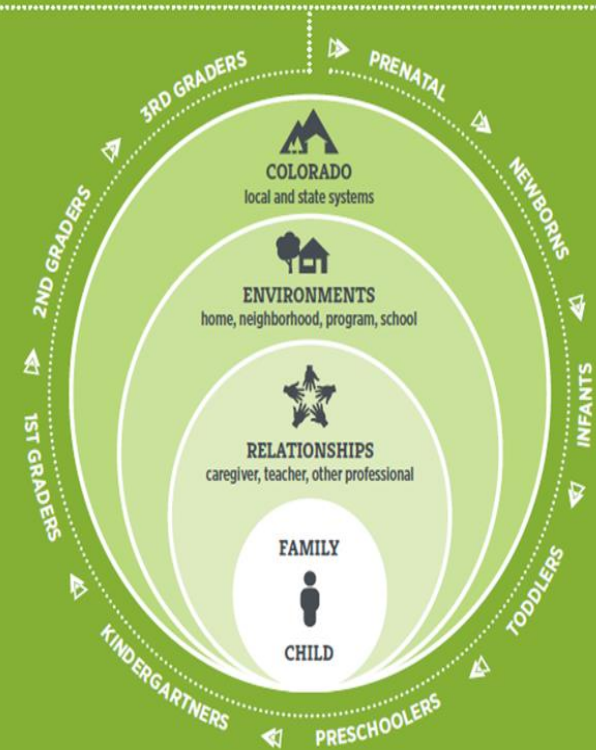 PRENATAL
NEWBORNS
INFANTS
TODDLERS
PRESCHOOLERS
KINDERGARTNERS
1ST GRADERS
2ND GRADERS
3RD GRADERS
COLORADO
local and state systems
ENVIRONMENTS
home, neighborhood, program, school
RELATIONSHIPS
caregiver, teacher, other professional
FAMILY
CHILD